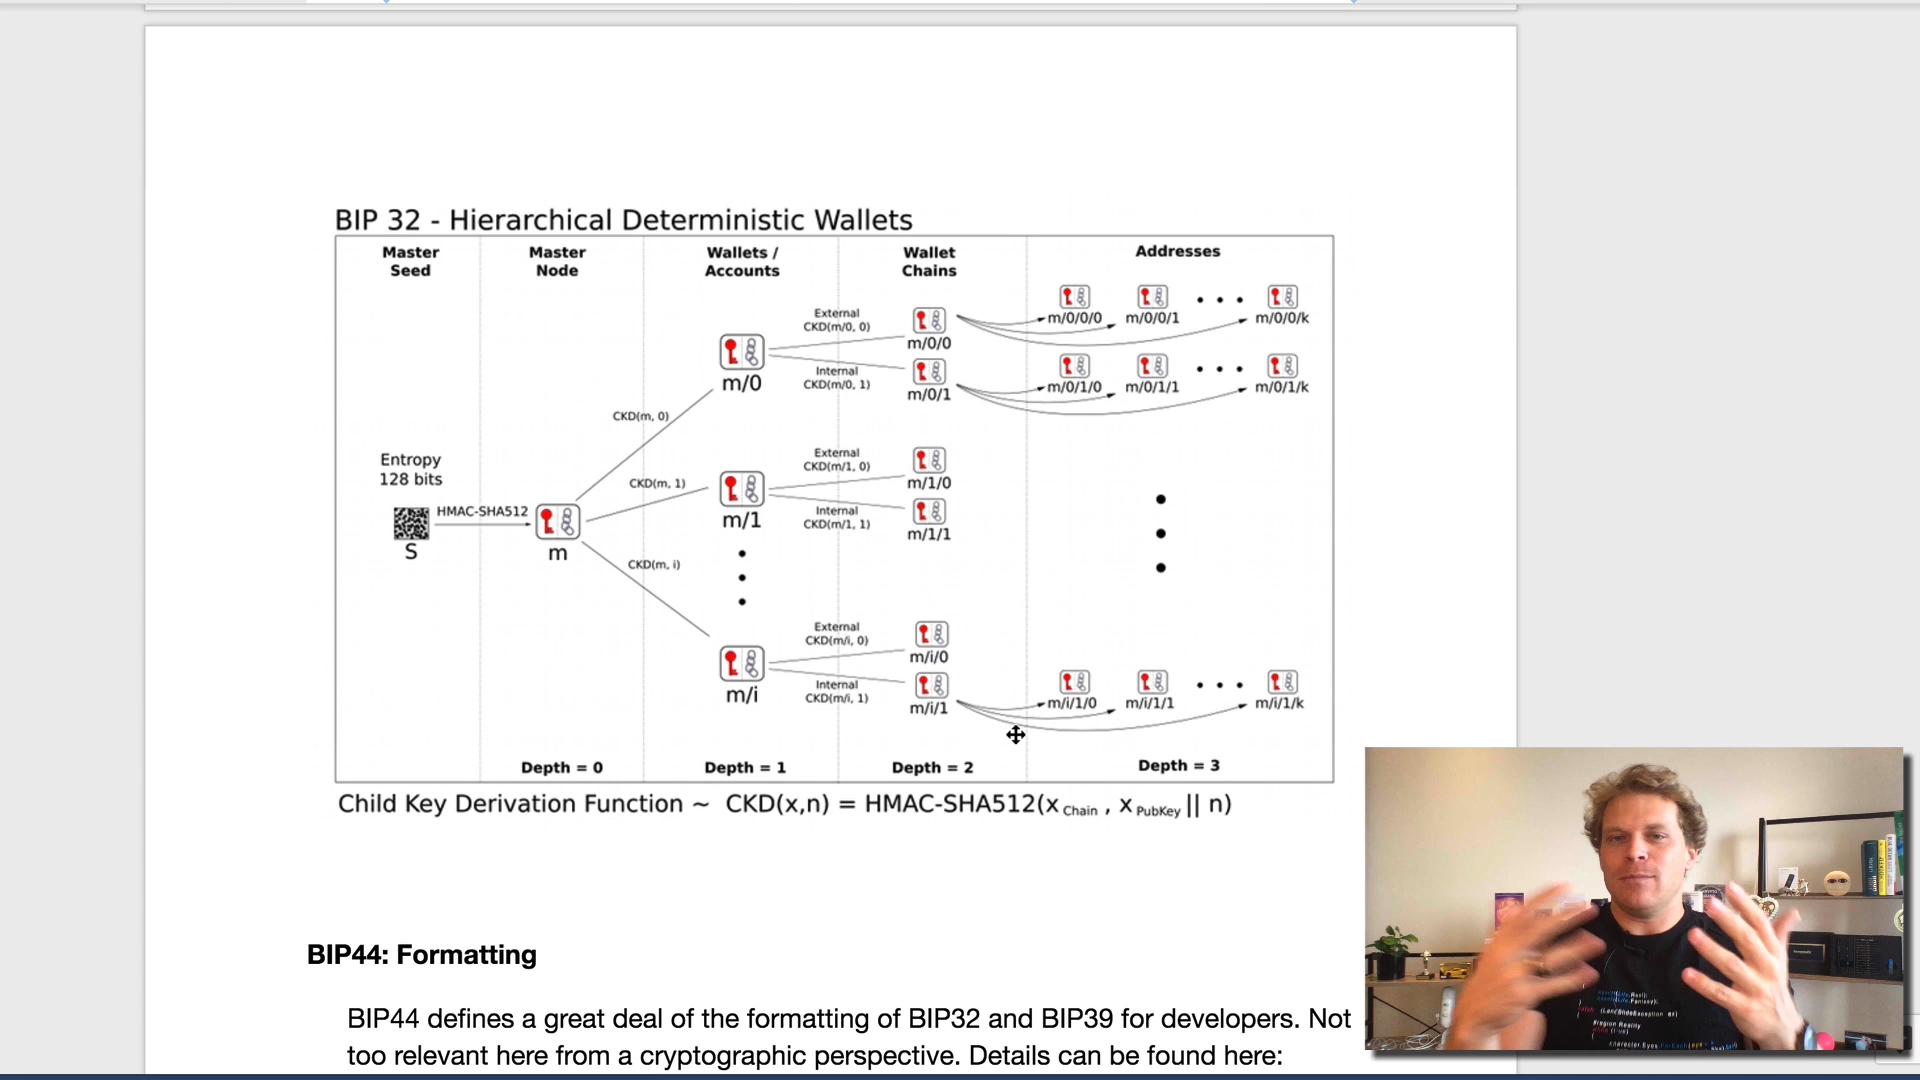 BIP 32 - Hierarchical Deterministic Wallets
Master Seed
Master Node
Wallets / Accounts
Wallet Chains
Addresses
Entropy
128 bits
HMAC-SHA512
S
m
CKD(m, 0)
CKD(m, 1)
CKD(m, i)
m/0
m/1
m/i
External
CKD(m/0, 0)
Internal
CKD(m/0, 1)
External
CKD(m/1, 0)
Internal
CKD(m/1, 1)
External
CKD(m/i, 0)
Internal
CKD(m/i, 1)
m/0/0
m/0/1
m/1/0
m/1/1
m/i/0
m/i/1
m/0/0/0 m/0/0/1 m/0/0/k
m/0/1/0 m/0/1/1 m/0/1/k
m/i/1/0 m/i/1/1 m/i/1/k
Depth = 0
Depth = 1
Depth = 2
Depth = 3
Child Key Derivation Function ~ CKD(x,n) = HMAC-SHA512(x Chain , x PubKey || n)
BIP44: Formatting
BIP44 defines a great deal of the formatting of BIP32 and BIP39 for developers. Not
too relevant here from a cryptographic perspective. Details can be found here:
#region Reality